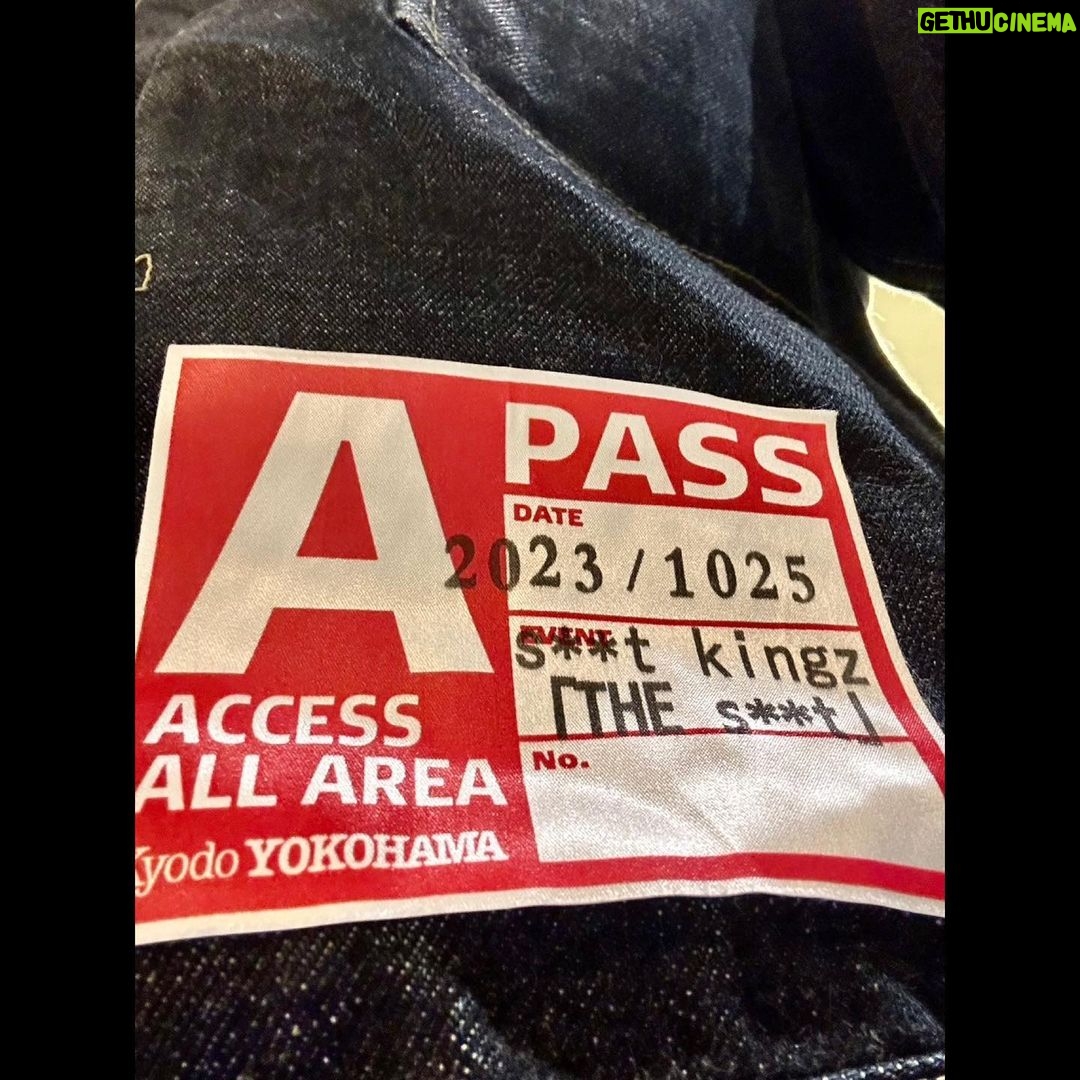 GETHUCINEMA
A PASS
DATE
2023/1025
EVENT
s**t kingz
「THE s**t」
No.
ACCESS
ALL AREA
Kyodo YOKOHAMA